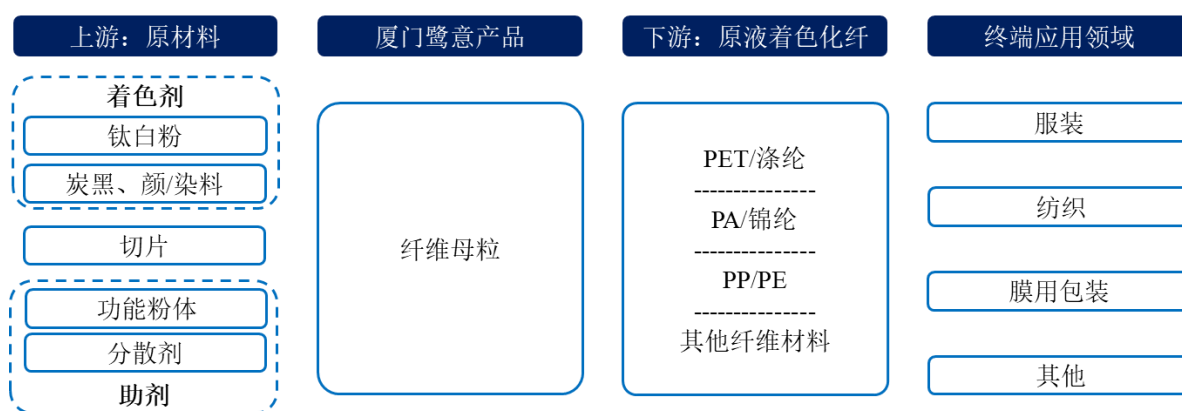 上游：原材料
厦门鹭意产品
下游：原液着色化纤
终端应用领域
着色剂
钛白粉
炭黑、颜/染料
切片
功能粉体
分散剂
助剂
纤维母粒
PET/涤纶
---------------
PA/锦纶
---------------
PP/PE
---------------
其他纤维材料
服装
纺织
膜用包装
其他